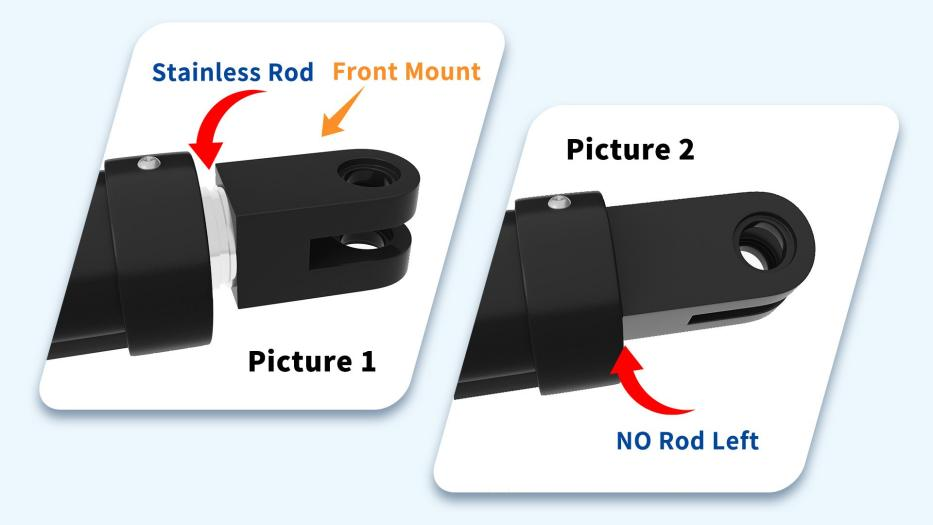 Stainless Rod
Front Mount
Picture 1
Picture 2
NO Rod Left